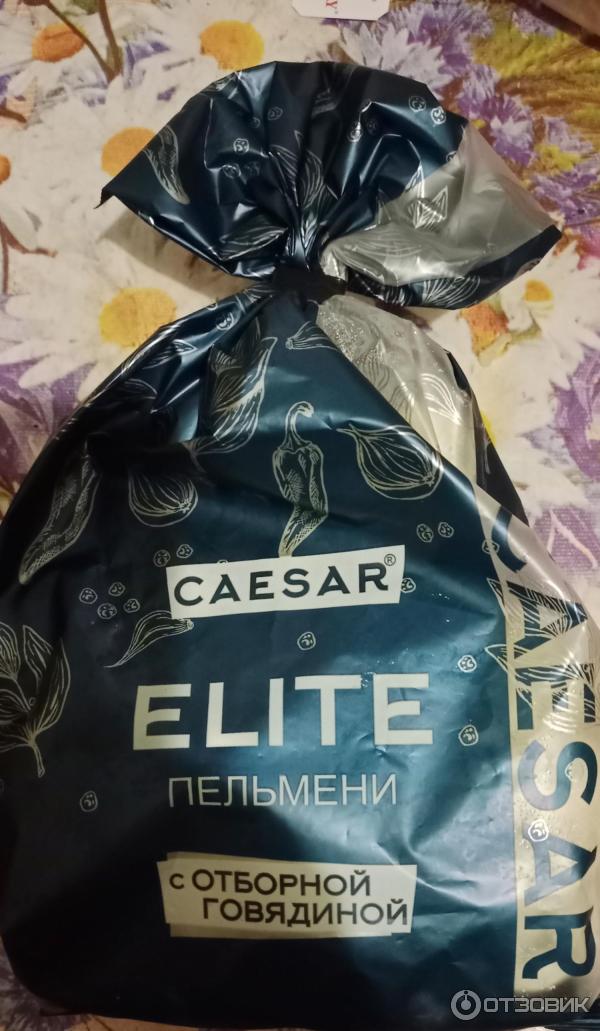 CAESAR®
ELITE
ПЕЛЬМЕНИ
с ОТБОРНОЙ
ГОВЯДИНОЙ
CAESAR
ОТЗОВИК